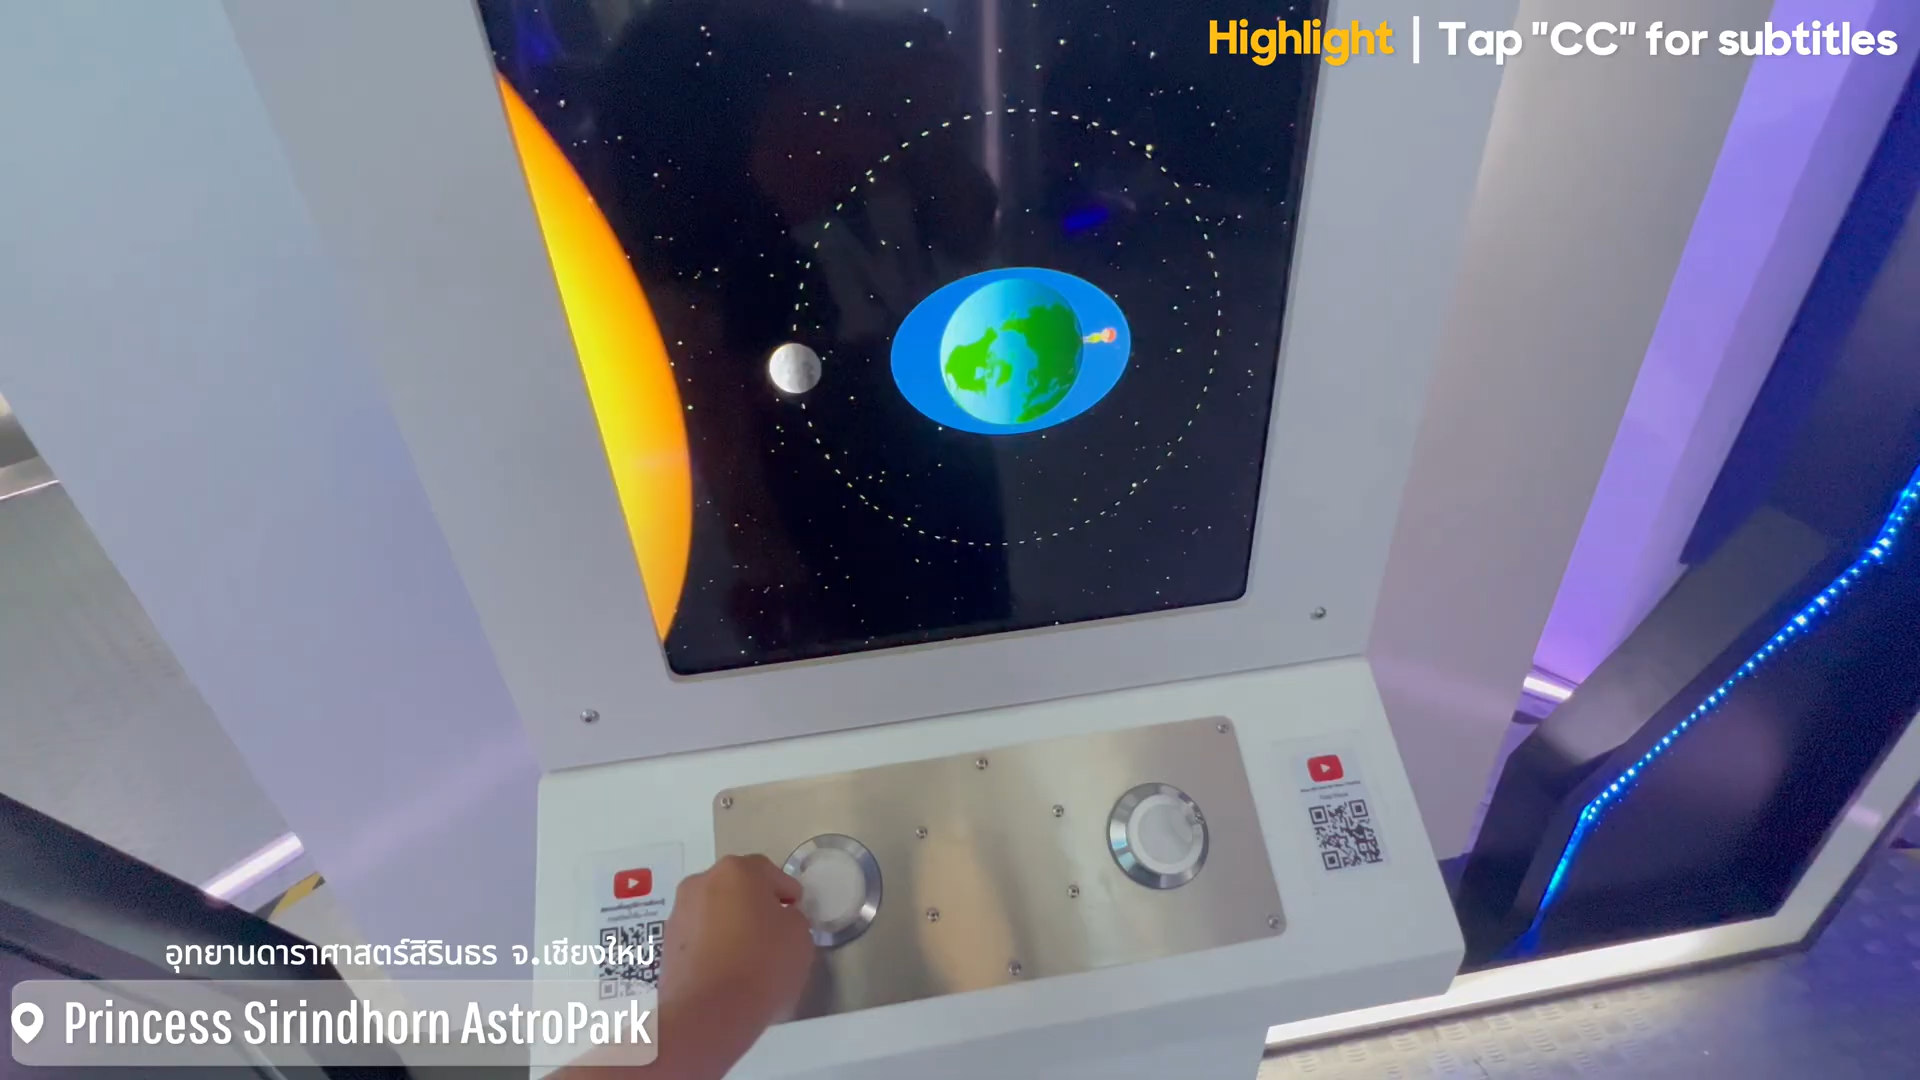 Highlight | Tap "CC" for subtitles
อุทยานดาราศาสตร์สิรินธร จ.เชียงใหม่
Princess Sirindhorn AstroPark